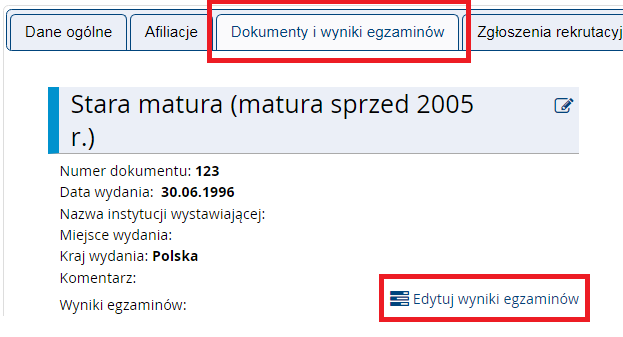 Dane ogólne Afiliacje Dokumenty i wyniki egzaminów Zgłoszenia rekrutacyj
Stara matura (matura sprzed 2005
r.)
Numer dokumentu: 123
Data wydania: 30.06.1996
Nazwa instytucji wystawiającej:
Miejsce wydania:
Kraj wydania: Polska
Komentarz:
Wyniki egzaminów: Edytuj wyniki egzaminów